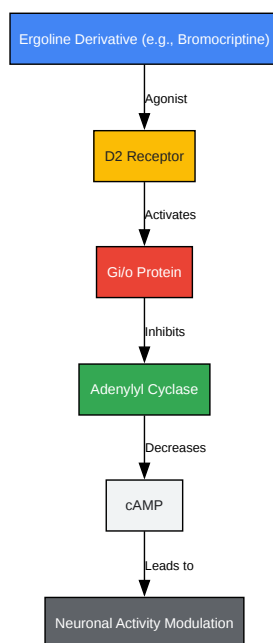 Ergoline Derivative (e.g., Bromocriptine)
Agonist
D2 Receptor
Activates
Gi/o Protein
Inhibits
Adenylyl Cyclase
Decreases
cAMP
Leads to
Neuronal Activity Modulation